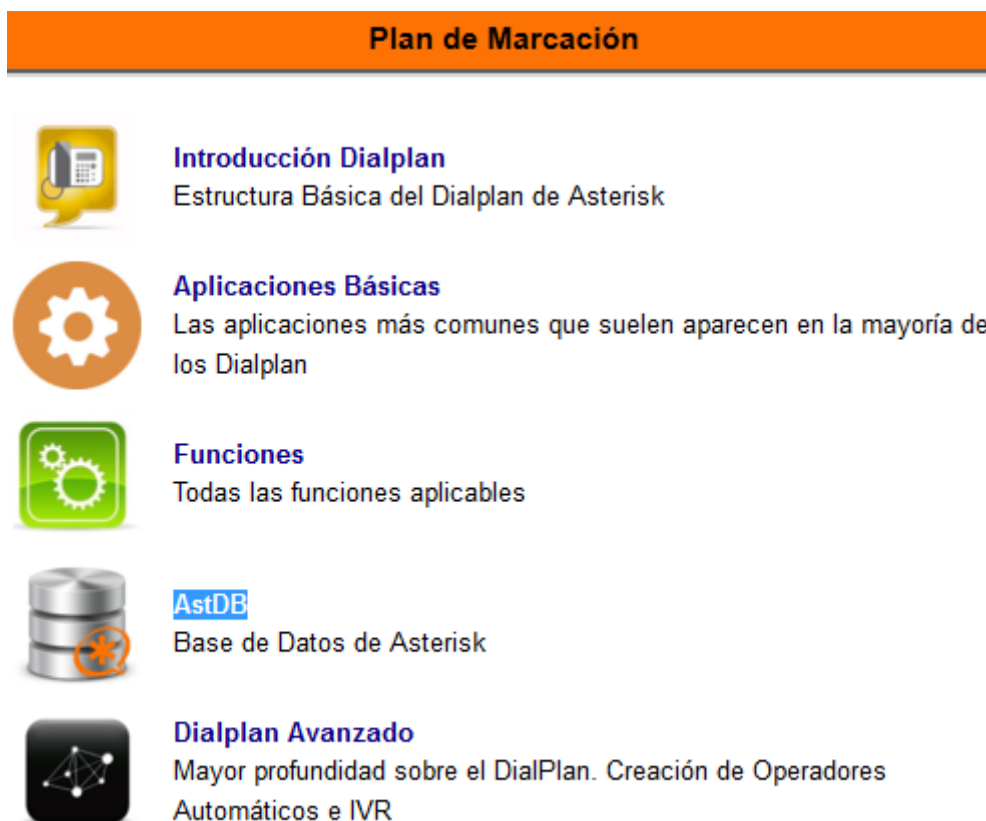 Plan de Marcación
Introducción Dialplan
Estructura Básica del Dialplan de Asterisk
Aplicaciones Básicas
Las aplicaciones más comunes que suelen aparecen en la mayoría de
los Dialplan
Funciones
Todas las funciones aplicables
AstDB
Base de Datos de Asterisk
Dialplan Avanzado
Mayor profundidad sobre el DialPlan. Creación de Operadores
Automáticos e IVR